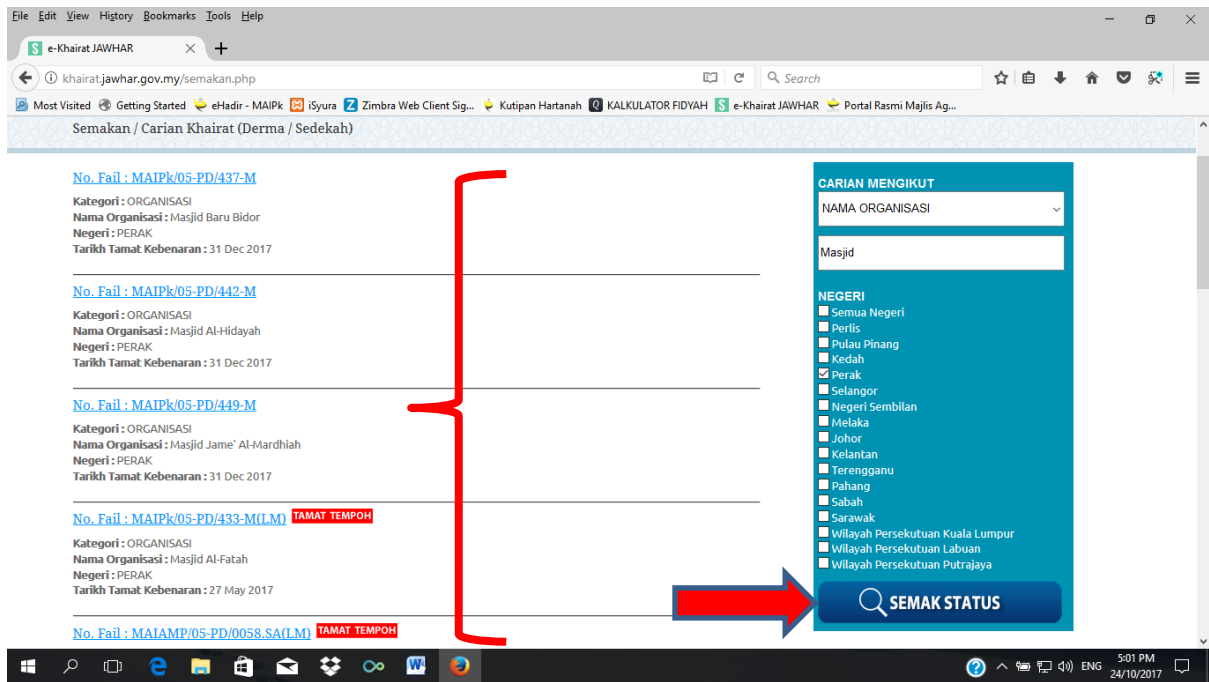 File Edit View History Bookmarks Tools Help
e-Khairat JAWHAR
khairat.jawhar.gov.my/semakan.php
Search
Most Visited Getting Started eHadir - MAIPk iSyura Zimbra Web Client Sig... Kutipan Hartanah KALKULATOR FIDYAH e-Khairat JAWHAR Portal Rasmi Majlis Ag...
Semakan / Carian Khairat (Derma / Sedekah)
No. Fail : MAIPk/05-PD/437-M
Kategori : ORGANISASI
Nama Organisasi : Masjid Baru Bidor
Negeri : PERAK
Tarikh Tamat Kebenaran : 31 Dec 2017
No. Fail : MAIPk/05-PD/442-M
Kategori : ORGANISASI
Nama Organisasi : Masjid Al-Hidayah
Negeri : PERAK
Tarikh Tamat Kebenaran : 31 Dec 2017
No. Fail : MAIPk/05-PD/449-M
Kategori : ORGANISASI
Nama Organisasi : Masjid Jame' Al-Mardhiah
Negeri : PERAK
Tarikh Tamat Kebenaran : 31 Dec 2017
No. Fail : MAIPk/05-PD/433-M(LM) TAMAT TEMPOH
Kategori : ORGANISASI
Nama Organisasi : Masjid Al-Fatah
Negeri : PERAK
Tarikh Tamat Kebenaran : 27 May 2017
No. Fail : MAIAMP/05-PD/0058.SA(LM) TAMAT TEMPOH
CARIAN MENGIKUT
NAMA ORGANISASI
Masjid
NEGERI
Semua Negeri
Perlis
Pulau Pinang
Kedah
Perak
Selangor
Negeri Sembilan
Melaka
Johor
Kelantan
Terengganu
Pahang
Sabah
Sarawak
Wilayah Persekutuan Kuala Lumpur
Wilayah Persekutuan Labuan
Wilayah Persekutuan Putrajaya
SEMAK STATUS
ENG
5:01 PM
24/10/2017